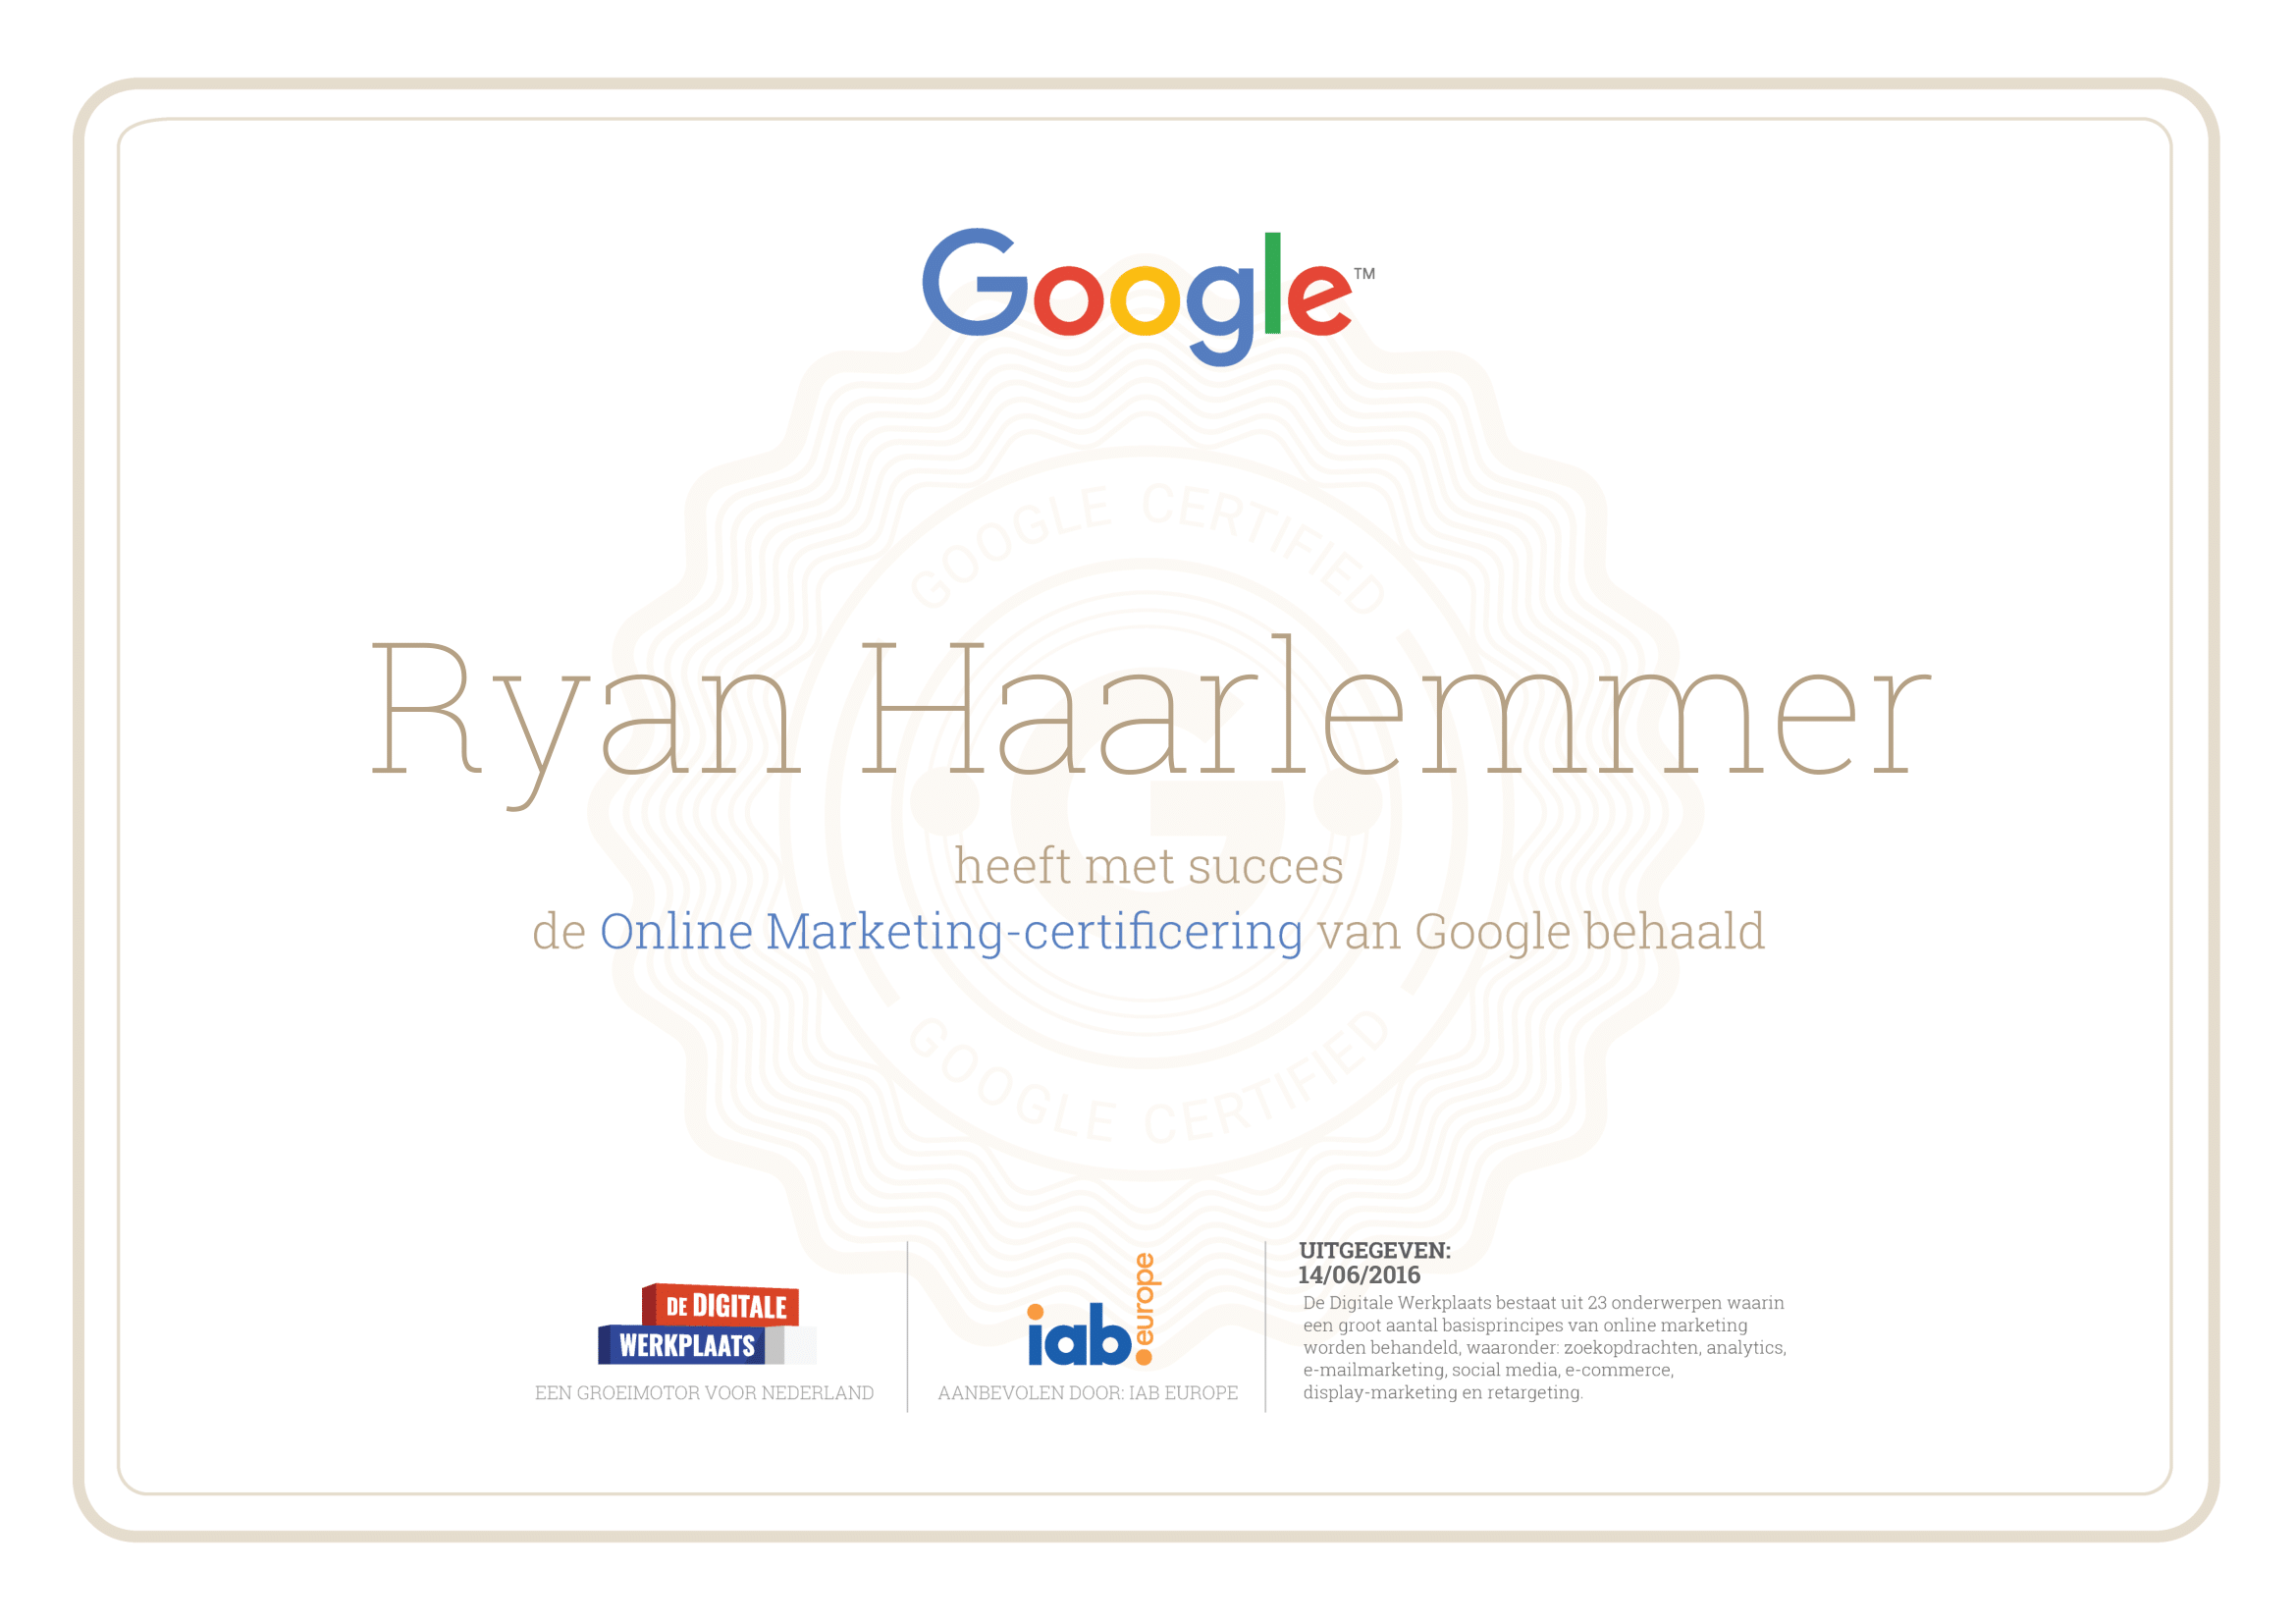 Google™
GOOGLE CERTIFIED
Ryan Haarlemmer
heeft met succes
de Online Marketing-certificering van Google behaald
G
GOOGLE CERTIFIED
DE DIGITALE
WERKPLAATS
EEN GROEIMOTOR VOOR NEDERLAND
iab europe
AANBEVOLEN DOOR: IAB EUROPE
UITGEGEVEN:
14/06/2016
De Digitale Werkplaats bestaat uit 23 onderwerpen waarin
een groot aantal basisprincipes van online marketing
worden behandeld, waaronder: zoekopdrachten, analytics,
e-mailmarketing, social media, e-commerce,
display-marketing en retargeting.